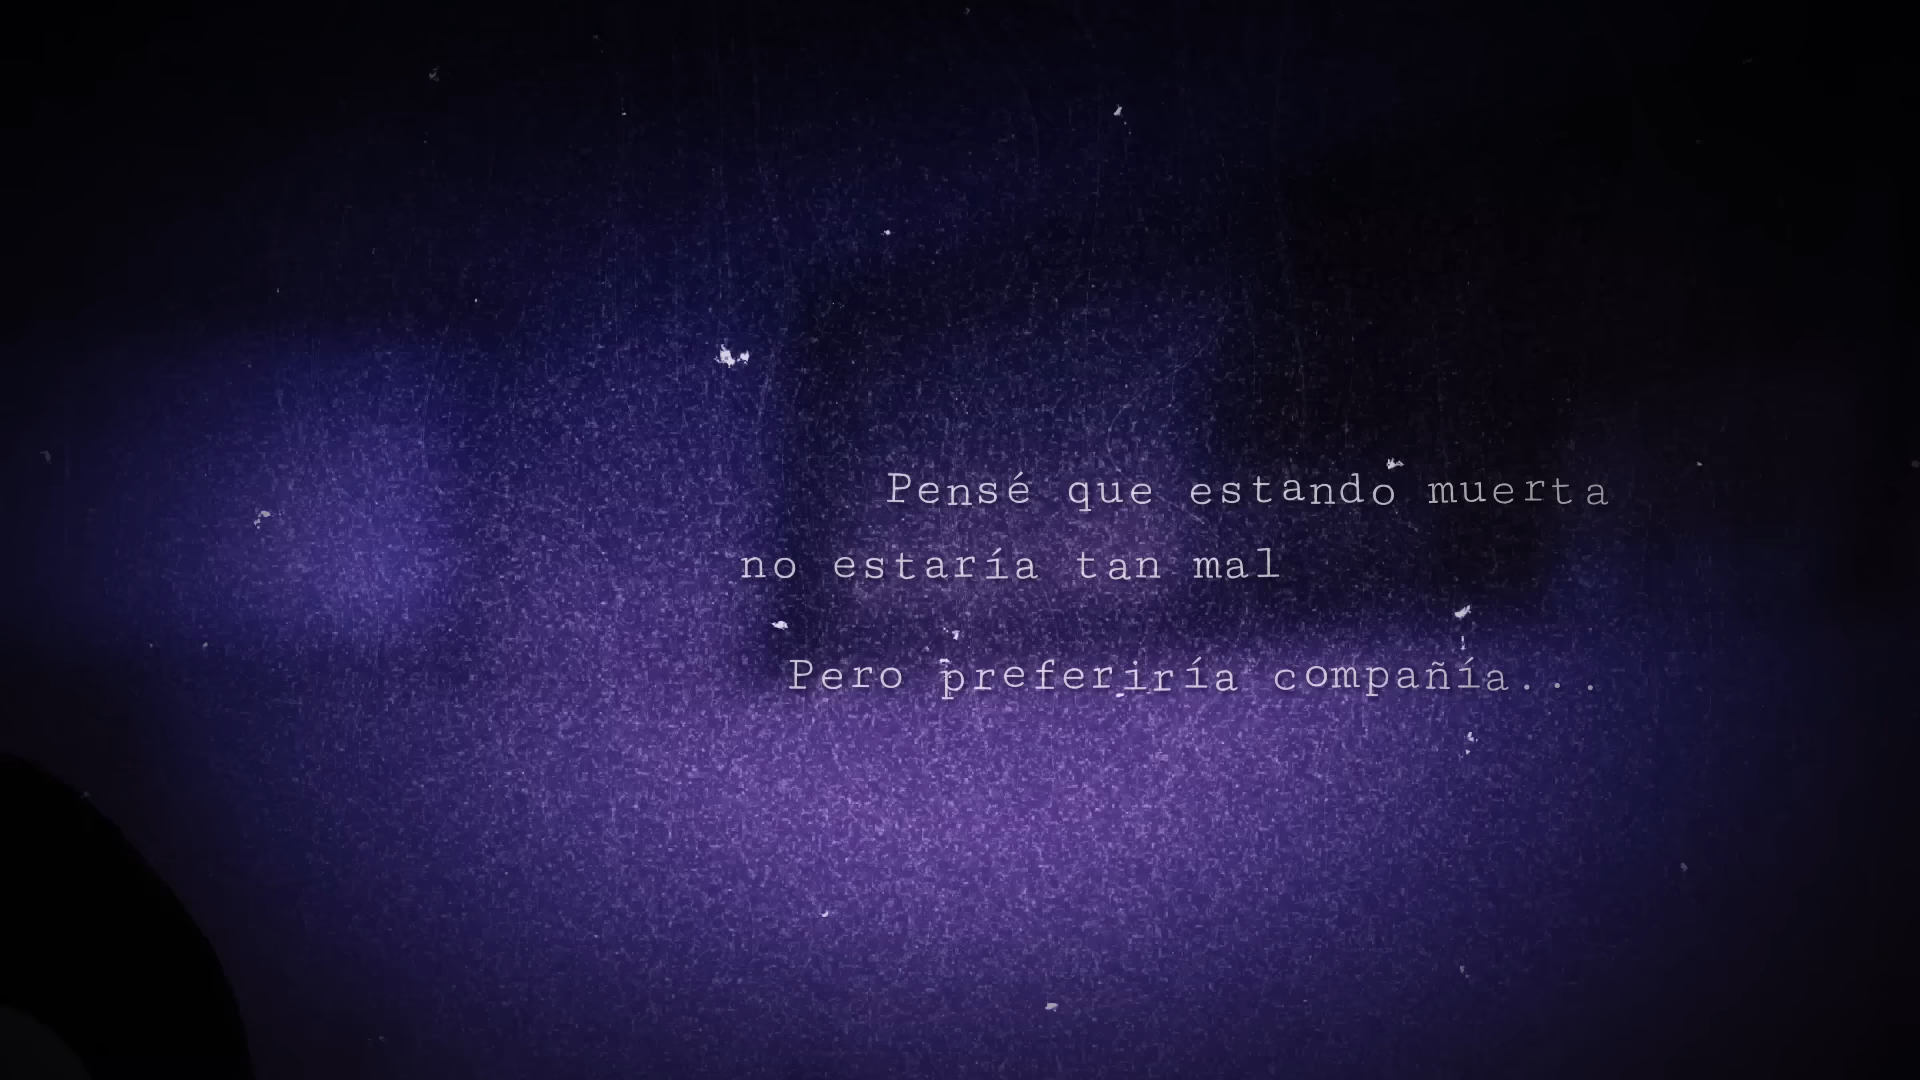 Pensé que estando muerta
no estaría tan mal
Pero preferiría compañía...